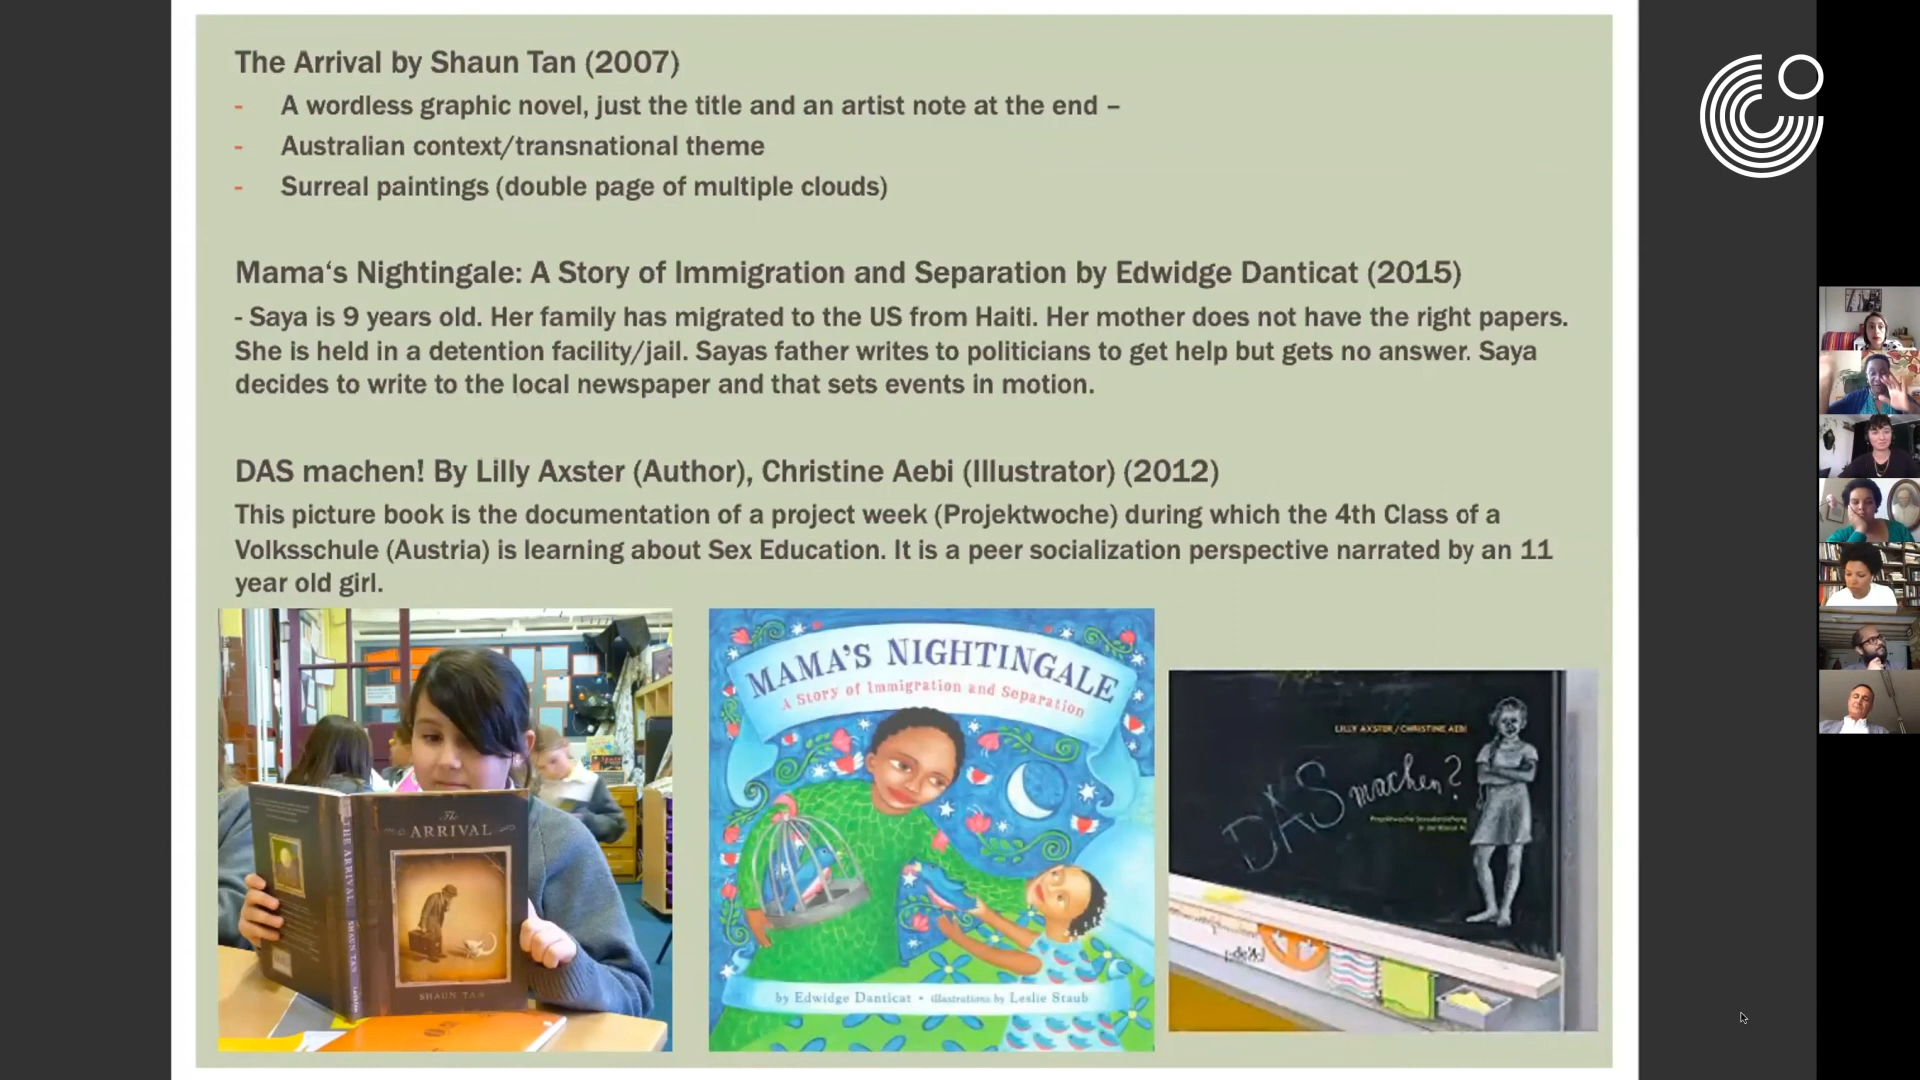 The Arrival by Shaun Tan (2007)
- A wordless graphic novel, just the title and an artist note at the end –
- Australian context/transnational theme
- Surreal paintings (double page of multiple clouds)
Mama‘s Nightingale: A Story of Immigration and Separation by Edwidge Danticat (2015)
- Saya is 9 years old. Her family has migrated to the US from Haiti. Her mother does not have the right papers.
She is held in a detention facility/jail. Sayas father writes to politicians to get help but gets no answer. Saya
decides to write to the local newspaper and that sets events in motion.
DAS machen! By Lilly Axster (Author), Christine Aebi (Illustrator) (2012)
This picture book is the documentation of a project week (Projektwoche) during which the 4th Class of a
Volksschule (Austria) is learning about Sex Education. It is a peer socialization perspective narrated by an 11
year old girl.
The
ARRIVAL
SHAUN TAN
THE ARRIVAL SHAUN TAN
MAMA'S NIGHTINGALE
A Story of Immigration and Separation
by Edwidge Danticat • illustrations by Leslie Staub
LILLY AXSTER / CHRISTINE AEBI
DAS machen?